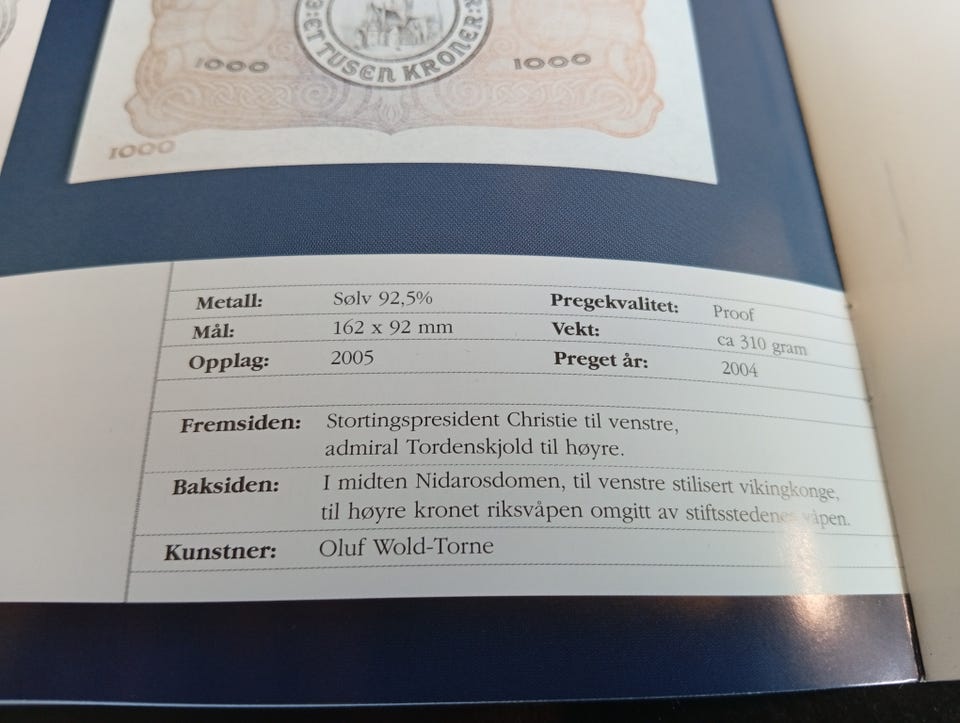 ET TUSEN KRONER
1000 1000
1000
Metall: Sølv 92,5% Pregekvalitet: Proof
Mål: 162 x 92 mm Vekt: ca 310 gram
Opplag: 2005 Preget år: 2004
Fremsiden: Stortingspresident Christie til venstre,
admiral Tordenskjold til høyre.
Baksiden: I midten Nidarosdomen, til venstre stilisert vikingkonge,
til høyre kronet riksvåpen omgitt av stiftsstedenes våpen.
Kunstner: Oluf Wold-Torne